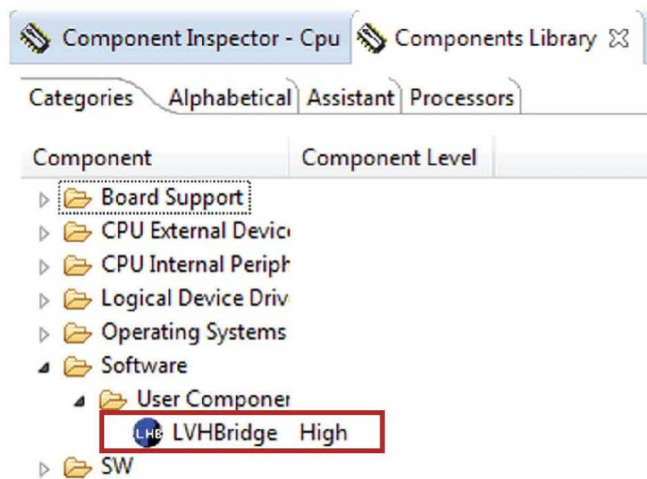 Component Inspector - Cpu Components Library
Categories Alphabetical Assistant Processors
Component Component Level
Board Support
CPU External Devic
CPU Internal Periph
Logical Device Driv
Operating Systems
Software
User Componer
LHB LVHBridge High
SW